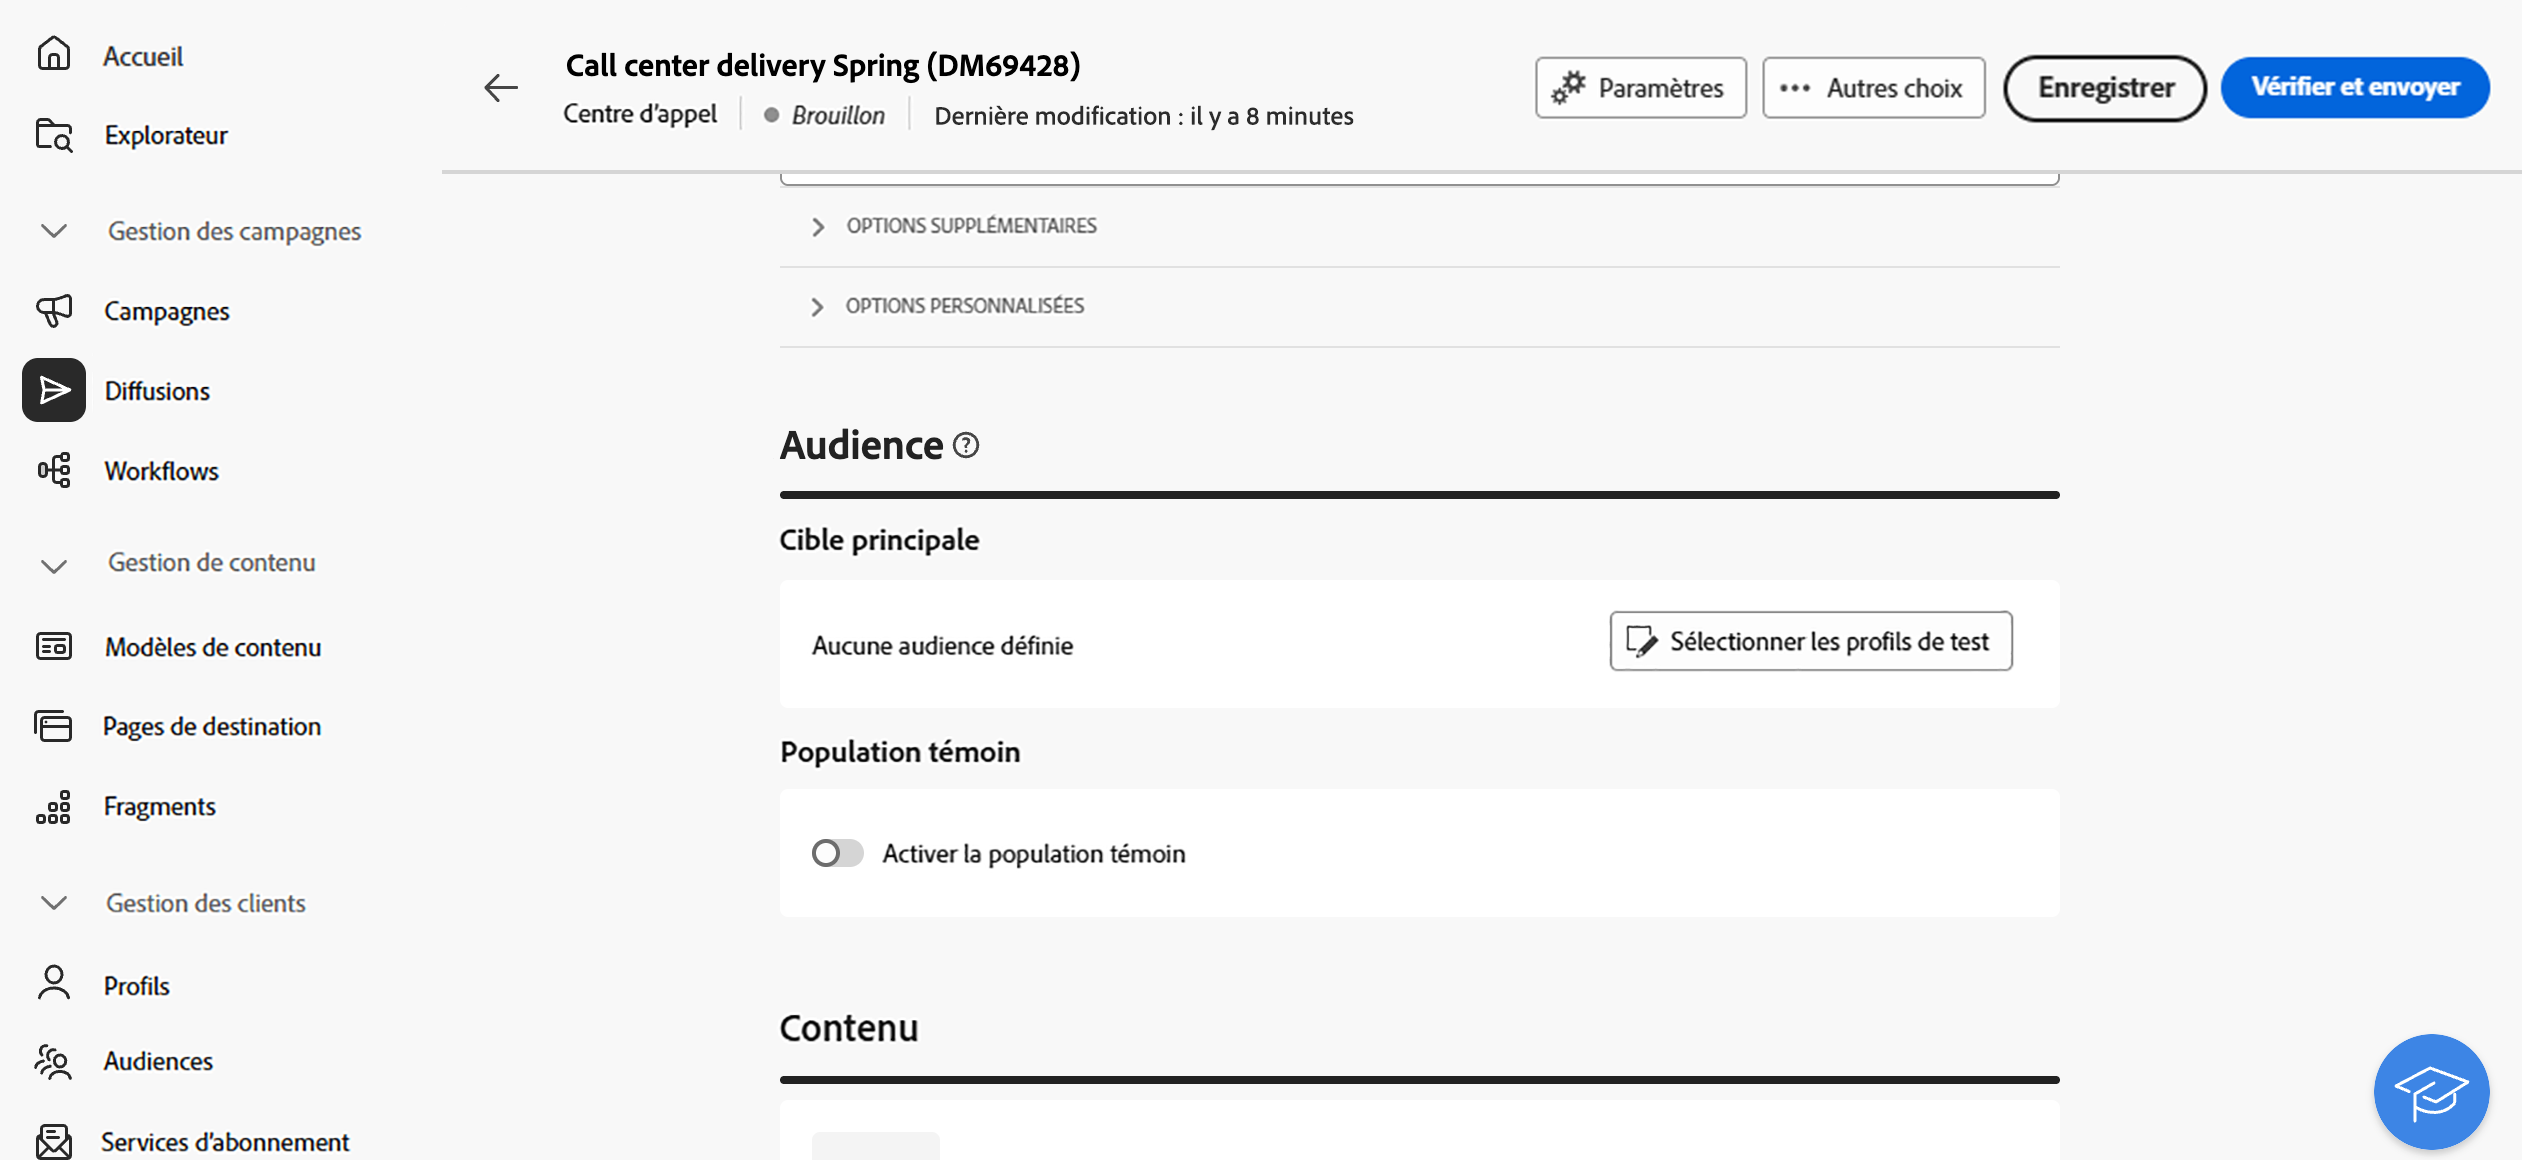 Accueil
Explorateur
Gestion des campagnes
Campagnes
Diffusions
Workflows
Gestion de contenu
Modèles de contenu
Pages de destination
Fragments
Gestion des clients
Profils
Audiences
Services d'abonnement
Call center delivery Spring (DM69428)
Centre d'appel
Brouillon
Dernière modification : il y a 8 minutes
Paramètres
Autres choix
Enregistrer
Vérifier et envoyer
OPTIONS SUPPLÉMENTAIRES
OPTIONS PERSONNALISÉES
Audience
Cible principale
Aucune audience définie
Sélectionner les profils de test
Population témoin
Activer la population témoin
Contenu